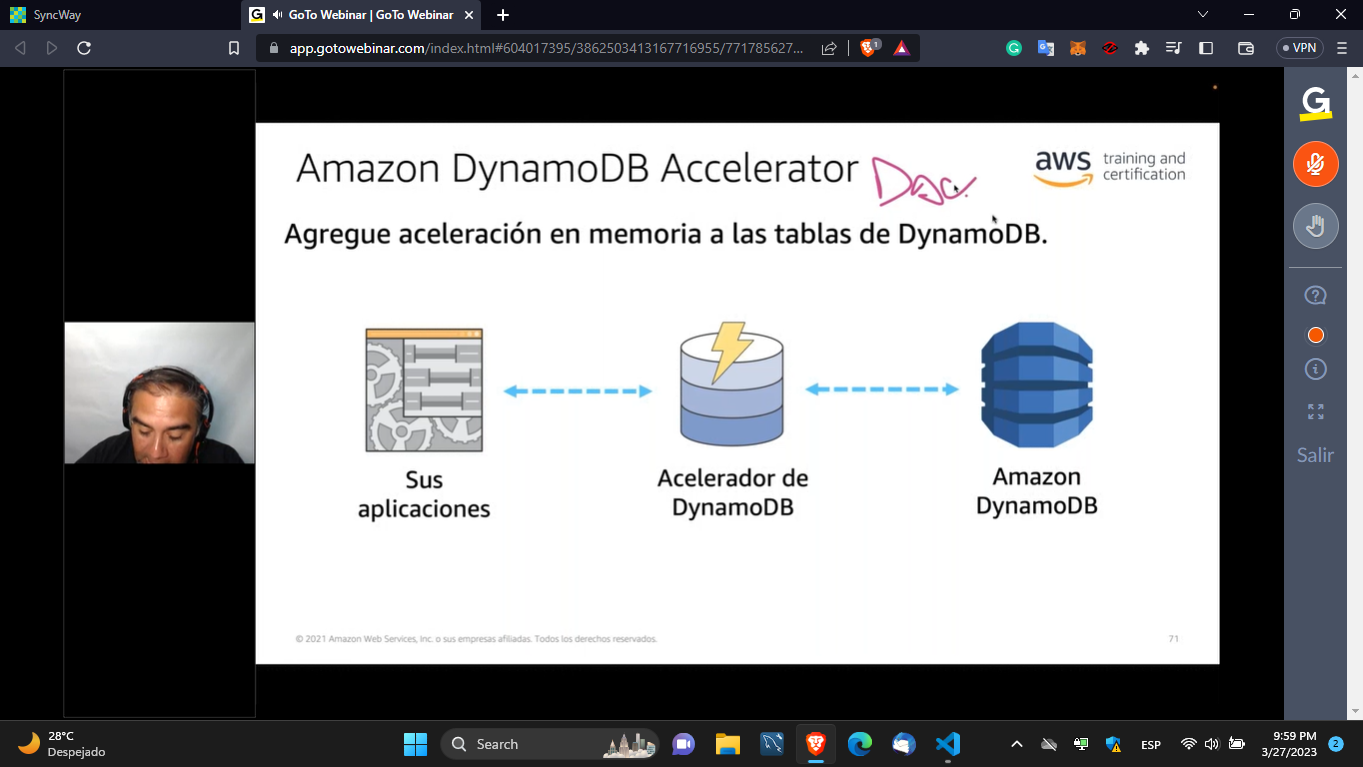 SyncWay
GoTo Webinar | GoTo Webinar
app.gotowebinar.com/index.html#604017395/3862503413167716955/771785627...
1
VPN
G
Amazon DynamoDB Accelerator
aws training and
certification
Agregue aceleración en memoria a las tablas de DynamoDB.
Sus
aplicaciones
Acelerador de
DynamoDB
Amazon
DynamoDB
© 2021 Amazon Web Services, Inc. o sus empresas afiliadas. Todos los derechos reservados.
71
Salir
28°C
Despejado
Search
ESP
9:59 PM
3/27/2023
2